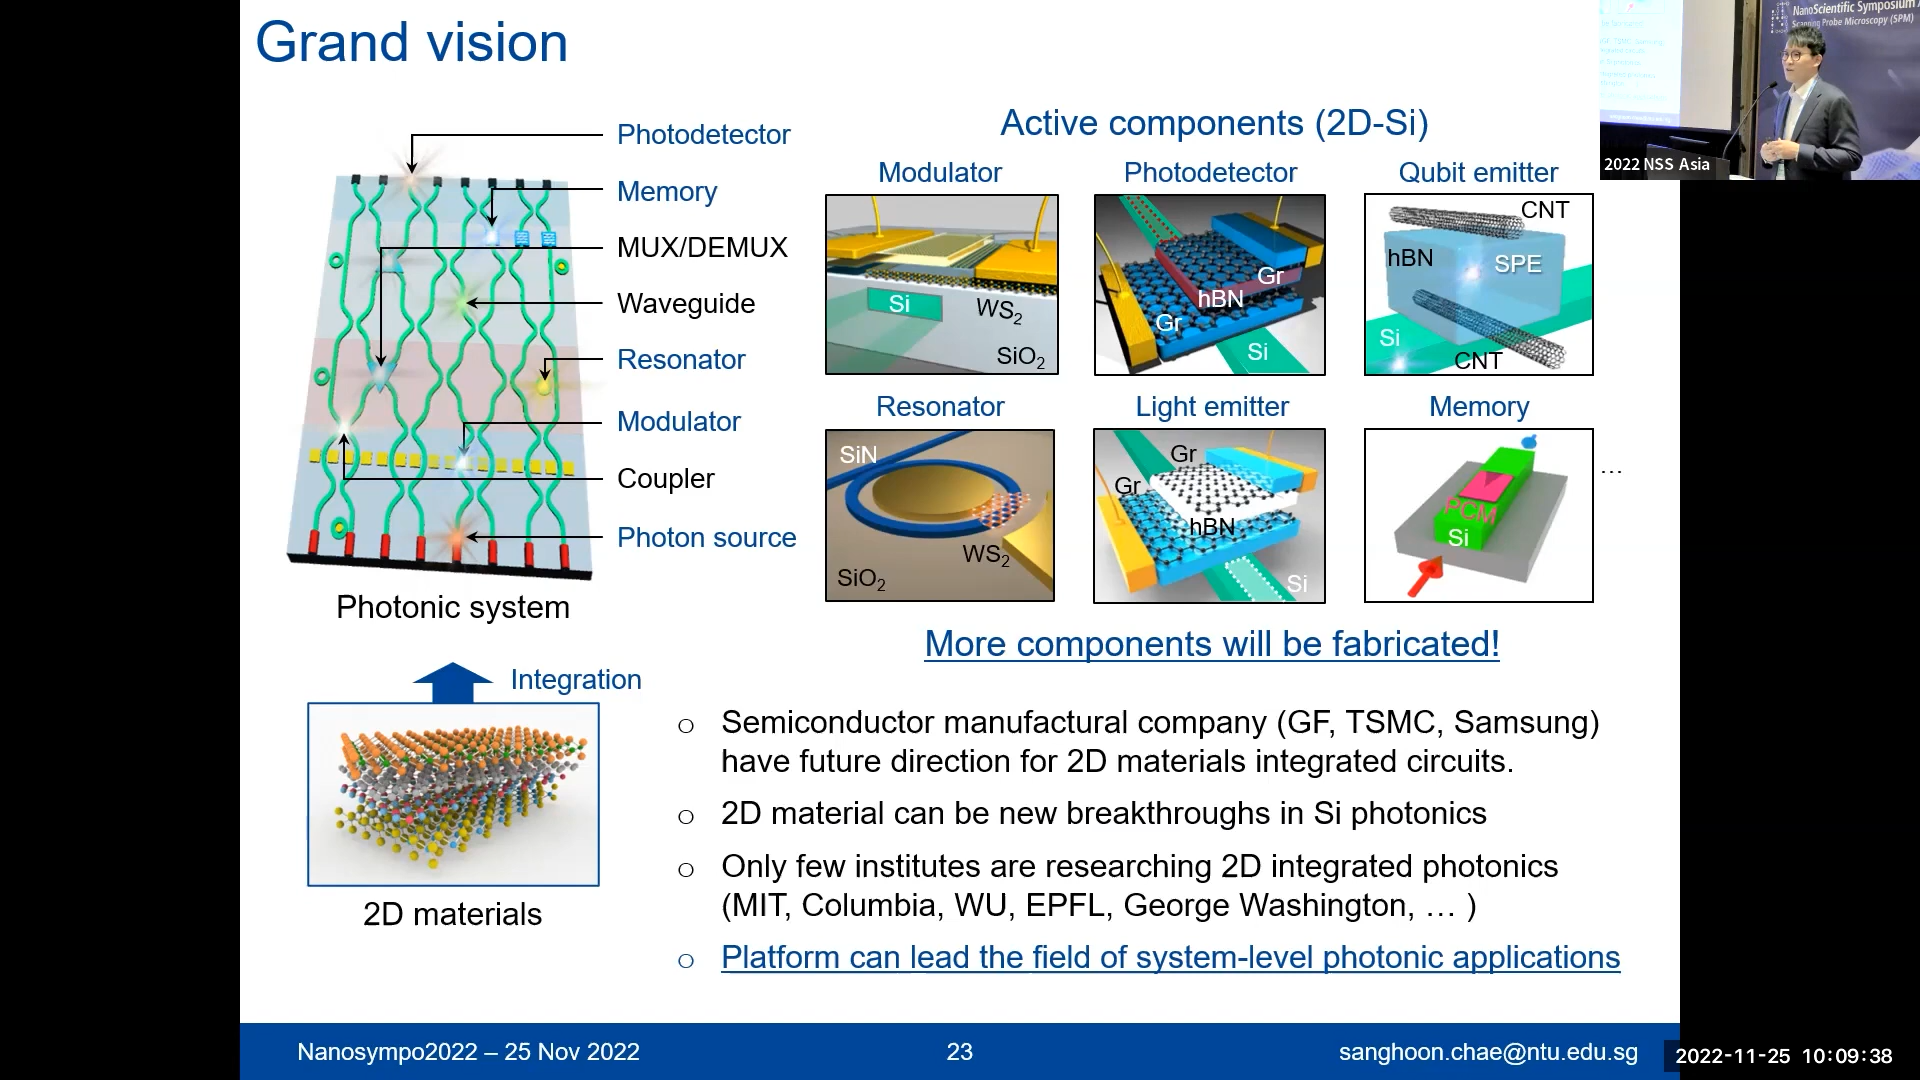 Grand vision
Photodetector
Memory
MUX/DEMUX
Waveguide
Resonator
Modulator
Coupler
Photon source
Photonic system
Integration
2D materials
Active components (2D-Si)
Modulator
Si
WS2
SiO2
Photodetector
Gr
hBN
Gr
Si
Qubit emitter
CNT
hBN
SPE
Si
CNT
Resonator
SiN
WS2
SiO2
Light emitter
Gr
Gr
hBN
Si
Memory
PCM
Si
...
More components will be fabricated!
o Semiconductor manufactural company (GF, TSMC, Samsung)
have future direction for 2D materials integrated circuits.
o 2D material can be new breakthroughs in Si photonics
o Only few institutes are researching 2D integrated photonics
(MIT, Columbia, WU, EPFL, George Washington, … )
o Platform can lead the field of system-level photonic applications
Nanosympo2022 – 25 Nov 2022
23
sanghoon.chae@ntu.edu.sg
NanoScientific Symposium
Scanning Probe Microscopy (SPM)
2022 NSS Asia
2022-11-25 10:09:38